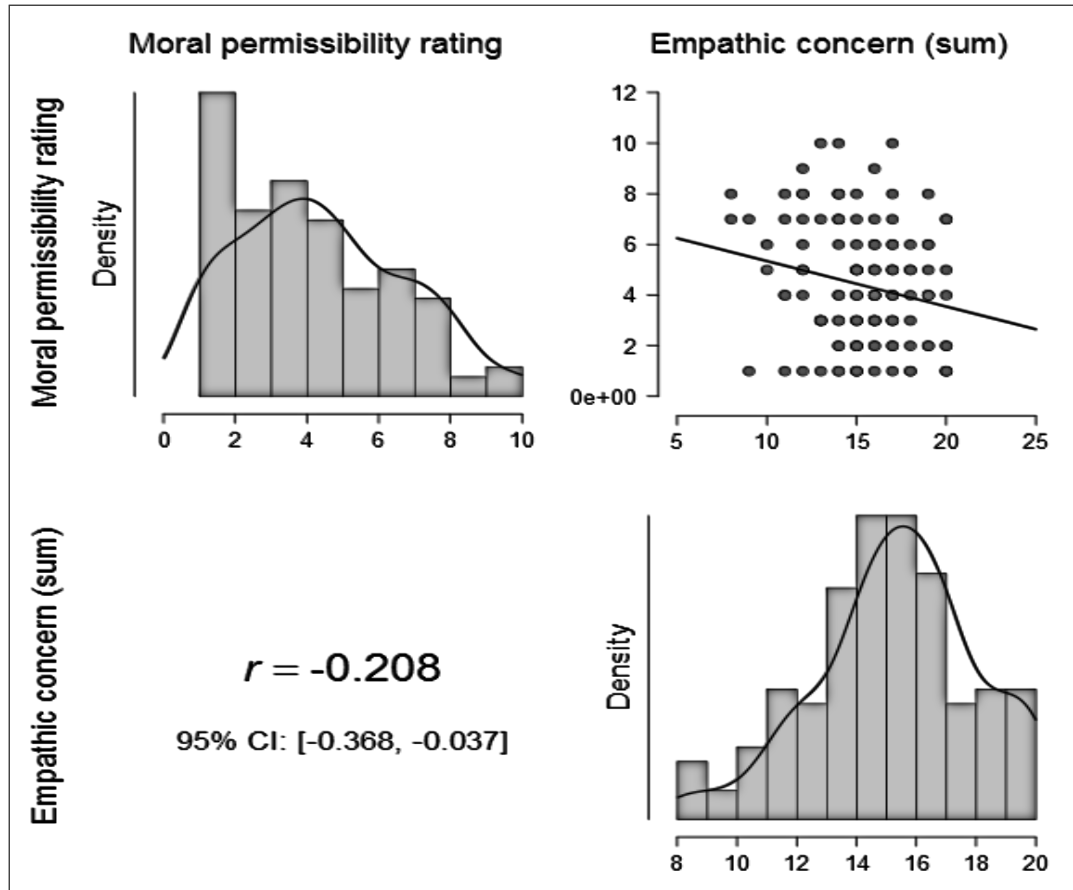 Moral permissibility rating
Empathic concern (sum)
Moral permissibility rating
Density
0 2 4 6 8 10
12
10
8
6
4
2
0e+00
5 10 15 20 25
Empathic concern (sum)
r = -0.208
95% CI: [-0.368, -0.037]
Density
8 10 12 14 16 18 20